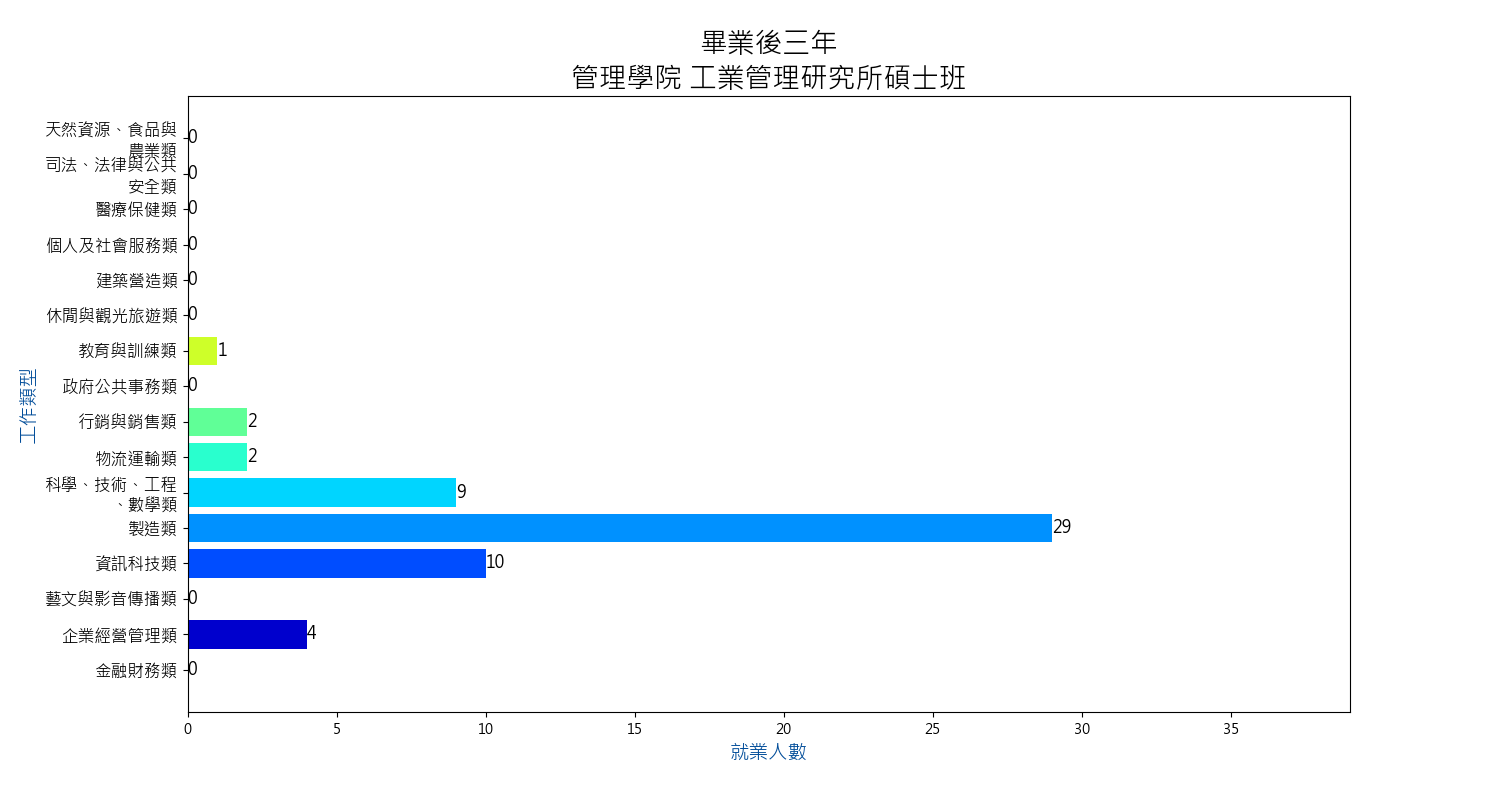 畢業後三年
管理學院 工業管理研究所碩士班
天然資源、食品與
農業類
0
司法、法律與公共
安全類
0
醫療保健類
0
個人及社會服務類
0
建築營造類
0
休閒與觀光旅遊類
0
教育與訓練類
1
政府公共事務類
0
行銷與銷售類
2
物流運輸類
2
科學、技術、工程
、數學類
9
製造類
29
資訊科技類
10
藝文與影音傳播類
0
企業經營管理類
4
金融財務類
0
工作類型
0 5 10 15 20 25 30 35
就業人數